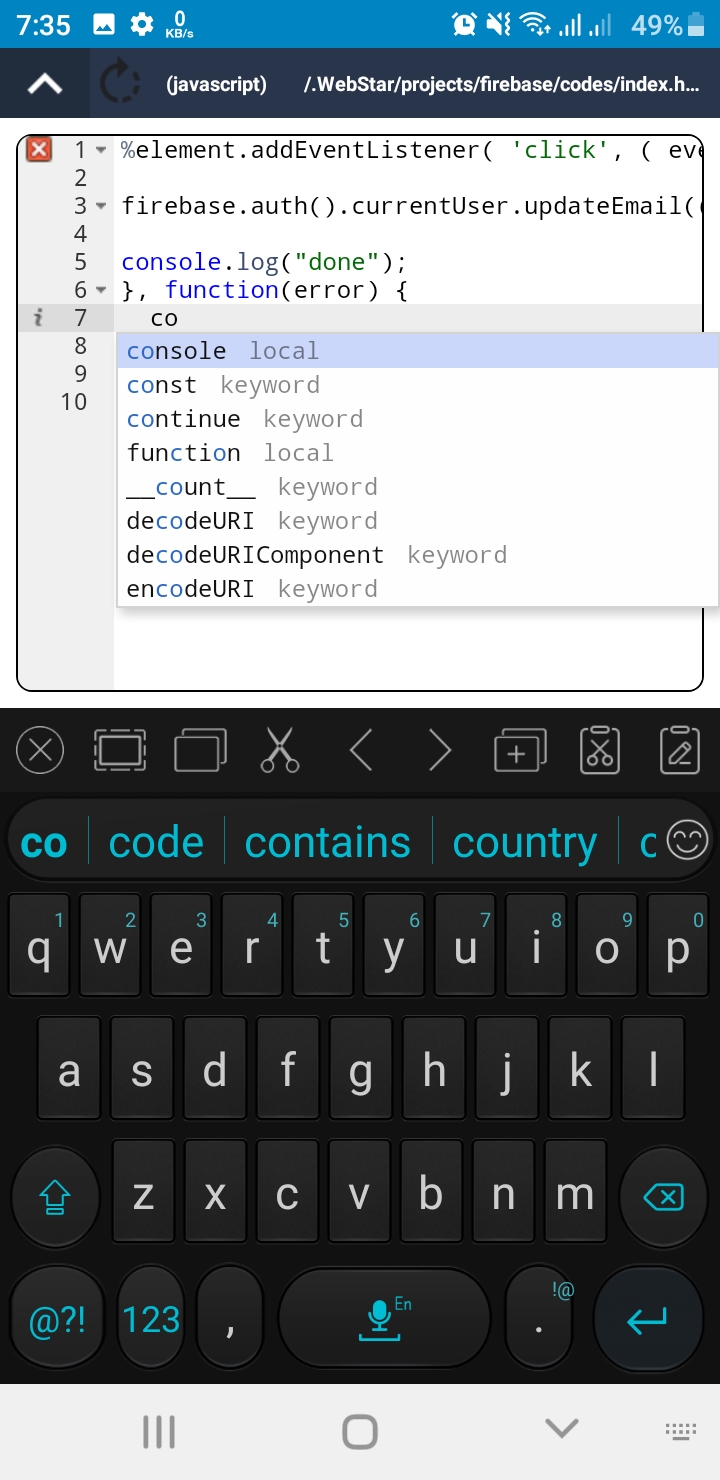 7:35 0 KB/s 49%
(javascript) /.WebStar/projects/firebase/codes/index.h...
1 %element.addEventListener( 'click', ( eve
2
3 firebase.auth().currentUser.updateEmail((
4
5 console.log("done");
6 }, function(error) {
7 co
8 console local
const keyword
9 continue keyword
10 function local
__count__ keyword
decodeURI keyword
decodeURIComponent keyword
encodeURI keyword
co code contains country c
1 2 3 4 5 6 7 8 9 0
q w e r t y u i o p
a s d f g h j k l
z x c v b n m
@?! 123 , En . !@